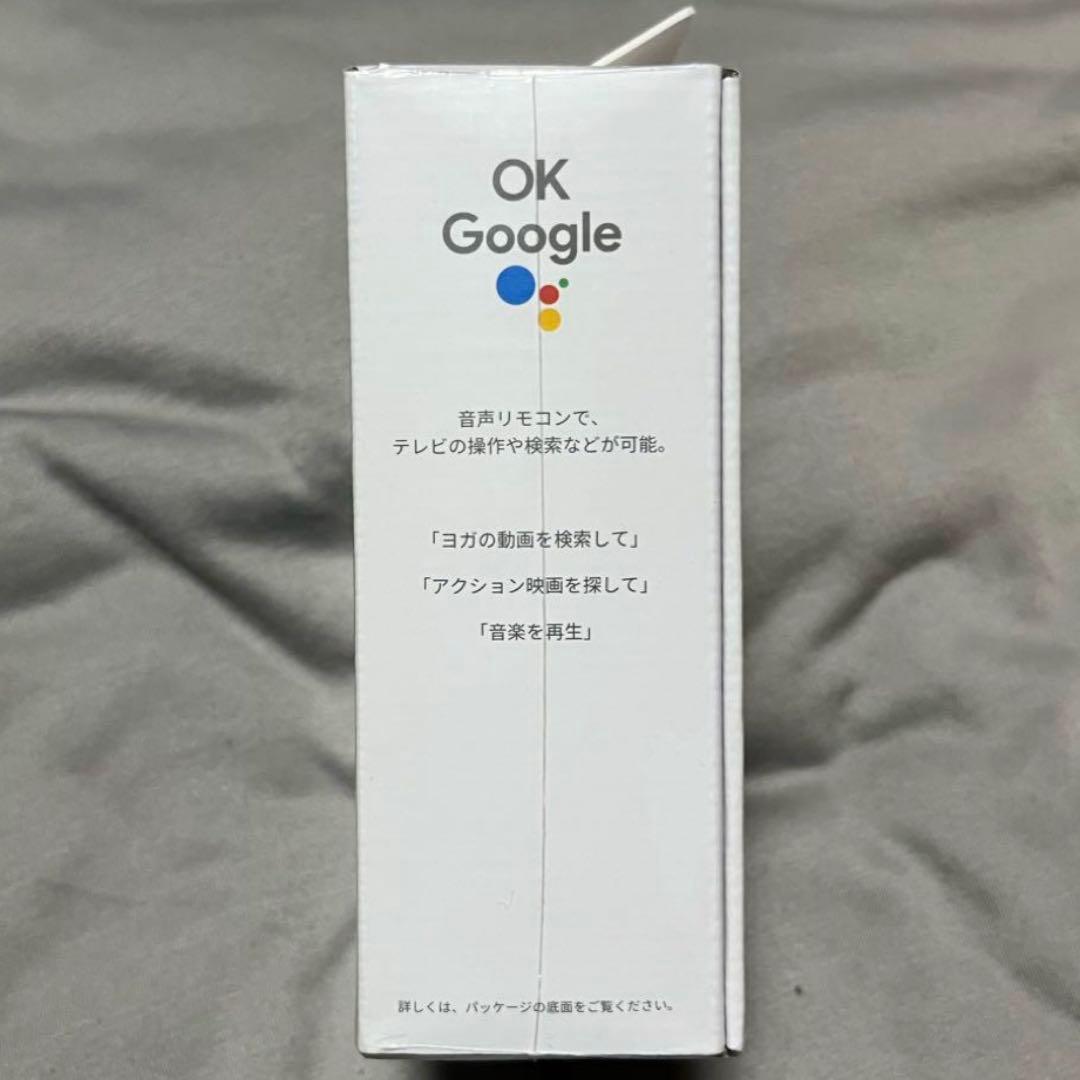 OK
Google
音声リモコンで、
テレビの操作や検索などが可能。
「ヨガの動画を検索して」
「アクション映画を探して」
「音楽を再生」
詳しくは、パッケージの底面をご覧ください。